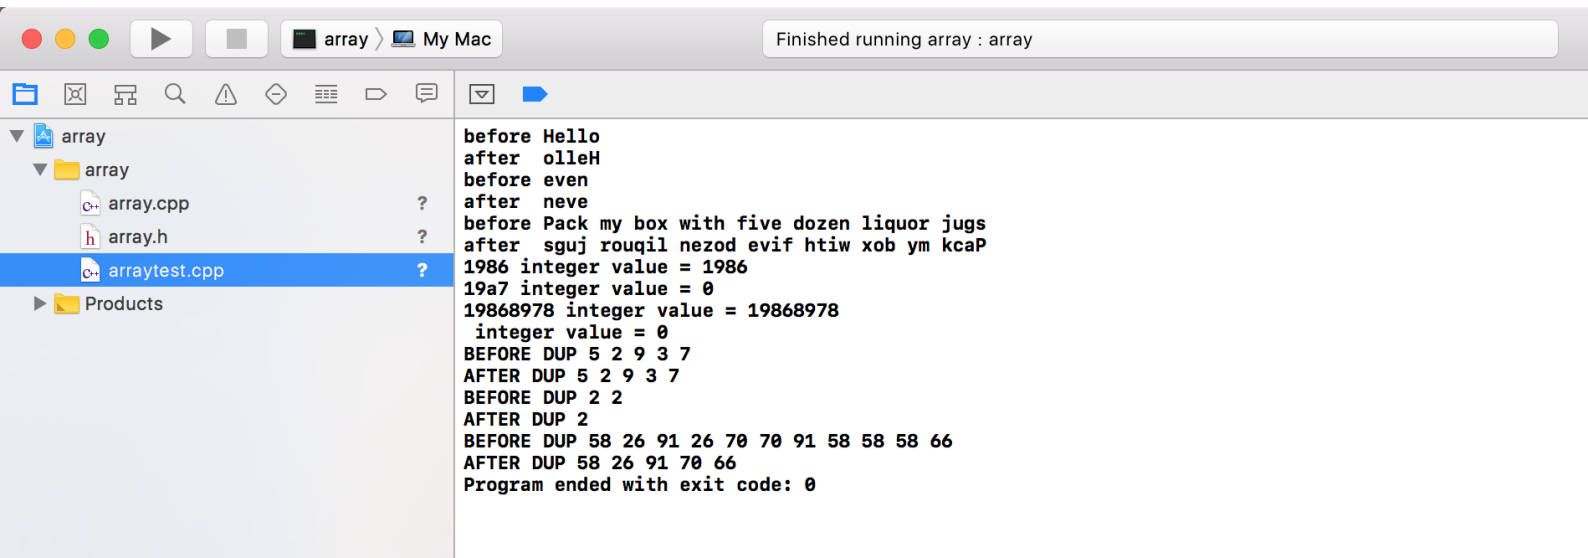 array My Mac
Finished running array : array
array
array
array.cpp ?
array.h ?
arraytest.cpp ?
Products
before Hello
after  olleH
before even
after  neve
before Pack my box with five dozen liquor jugs
after  sguj rouqil nezod evif htiw xob ym kcaP
1986 integer value = 1986
19a7 integer value = 0
19868978 integer value = 19868978
 integer value = 0
BEFORE DUP 5 2 9 3 7
AFTER DUP 5 2 9 3 7
BEFORE DUP 2 2
AFTER DUP 2
BEFORE DUP 58 26 91 26 70 70 91 58 58 58 66
AFTER DUP 58 26 91 70 66
Program ended with exit code: 0